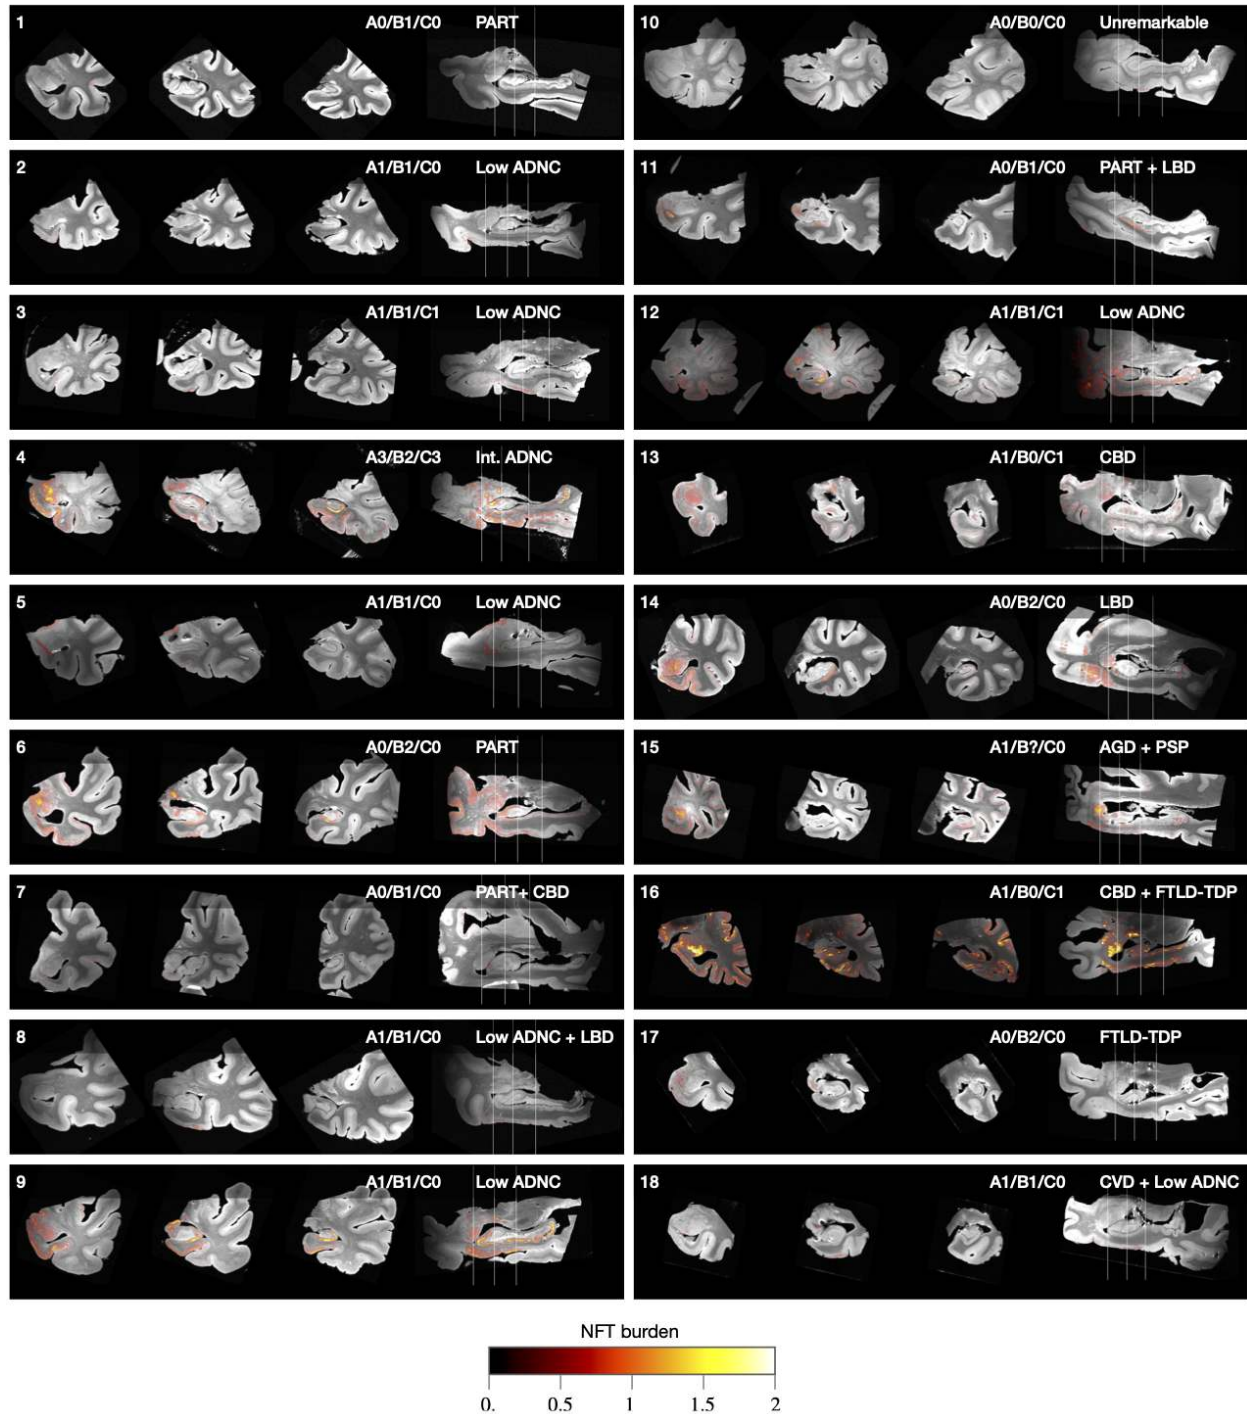 1 A0/B1/C0 PART
2 A1/B1/C0 Low ADNC
3 A1/B1/C1 Low ADNC
4 A3/B2/C3 Int. ADNC
5 A1/B1/C0 Low ADNC
6 A0/B2/C0 PART
7 A0/B1/C0 PART+ CBD
8 A1/B1/C0 Low ADNC + LBD
9 A1/B1/C0 Low ADNC
10 A0/B0/C0 Unremarkable
11 A0/B1/C0 PART + LBD
12 A1/B1/C1 Low ADNC
13 A1/B0/C1 CBD
14 A0/B2/C0 LBD
15 A1/B?/C0 AGD + PSP
16 A1/B0/C1 CBD + FTLD-TDP
17 A0/B2/C0 FTLD-TDP
18 A1/B1/C0 CVD + Low ADNC
NFT burden
0. 0.5 1 1.5 2